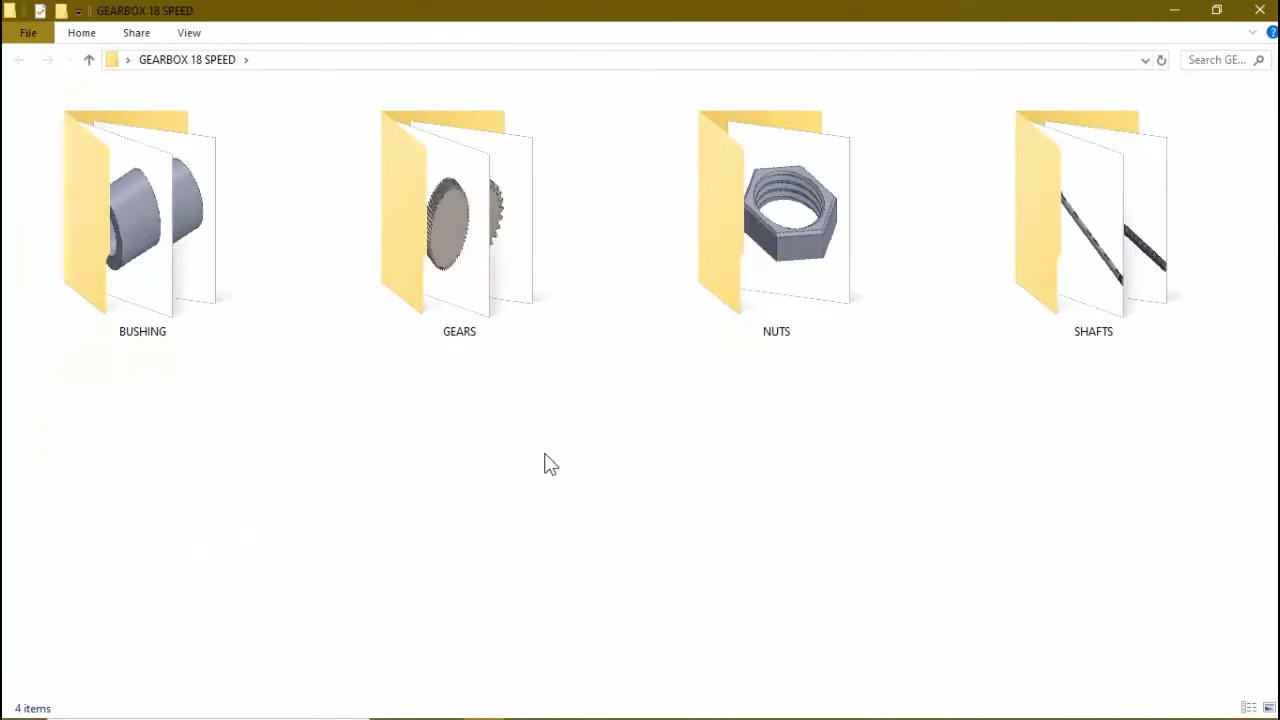 GEARBOX 18 SPEED
File Home Share View
GEARBOX 18 SPEED
Search GE...
BUSHING
GEARS
NUTS
SHAFTS
4 items